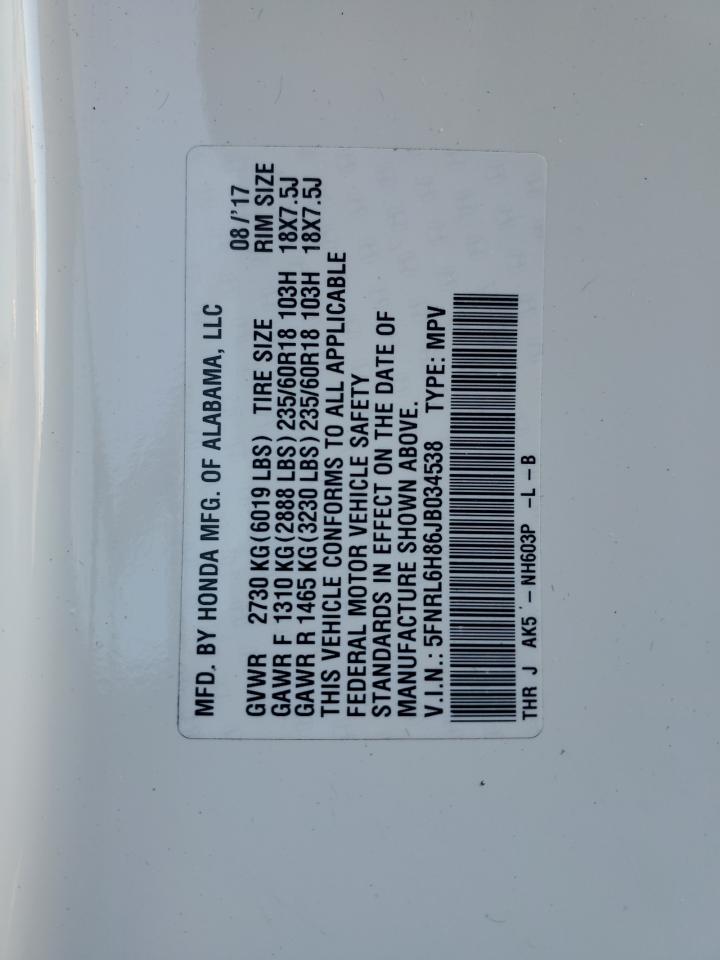 MFD. BY HONDA MFG. OF ALABAMA, LLC
08/'17
GVWR 2730 KG(6019 LBS) TIRE SIZE RIM SIZE
GAWR F 1310 KG(2888 LBS)235/60R18 103H 18X7.5J
GAWR R 1465 KG(3230 LBS)235/60R18 103H 18X7.5J
THIS VEHICLE CONFORMS TO ALL APPLICABLE
FEDERAL MOTOR VEHICLE SAFETY
STANDARDS IN EFFECT ON THE DATE OF
MANUFACTURE SHOWN ABOVE.
V.I.N.: 5FNRL6H86JB034538 TYPE: MPV
THR J AK5 '– NH603P –L – B